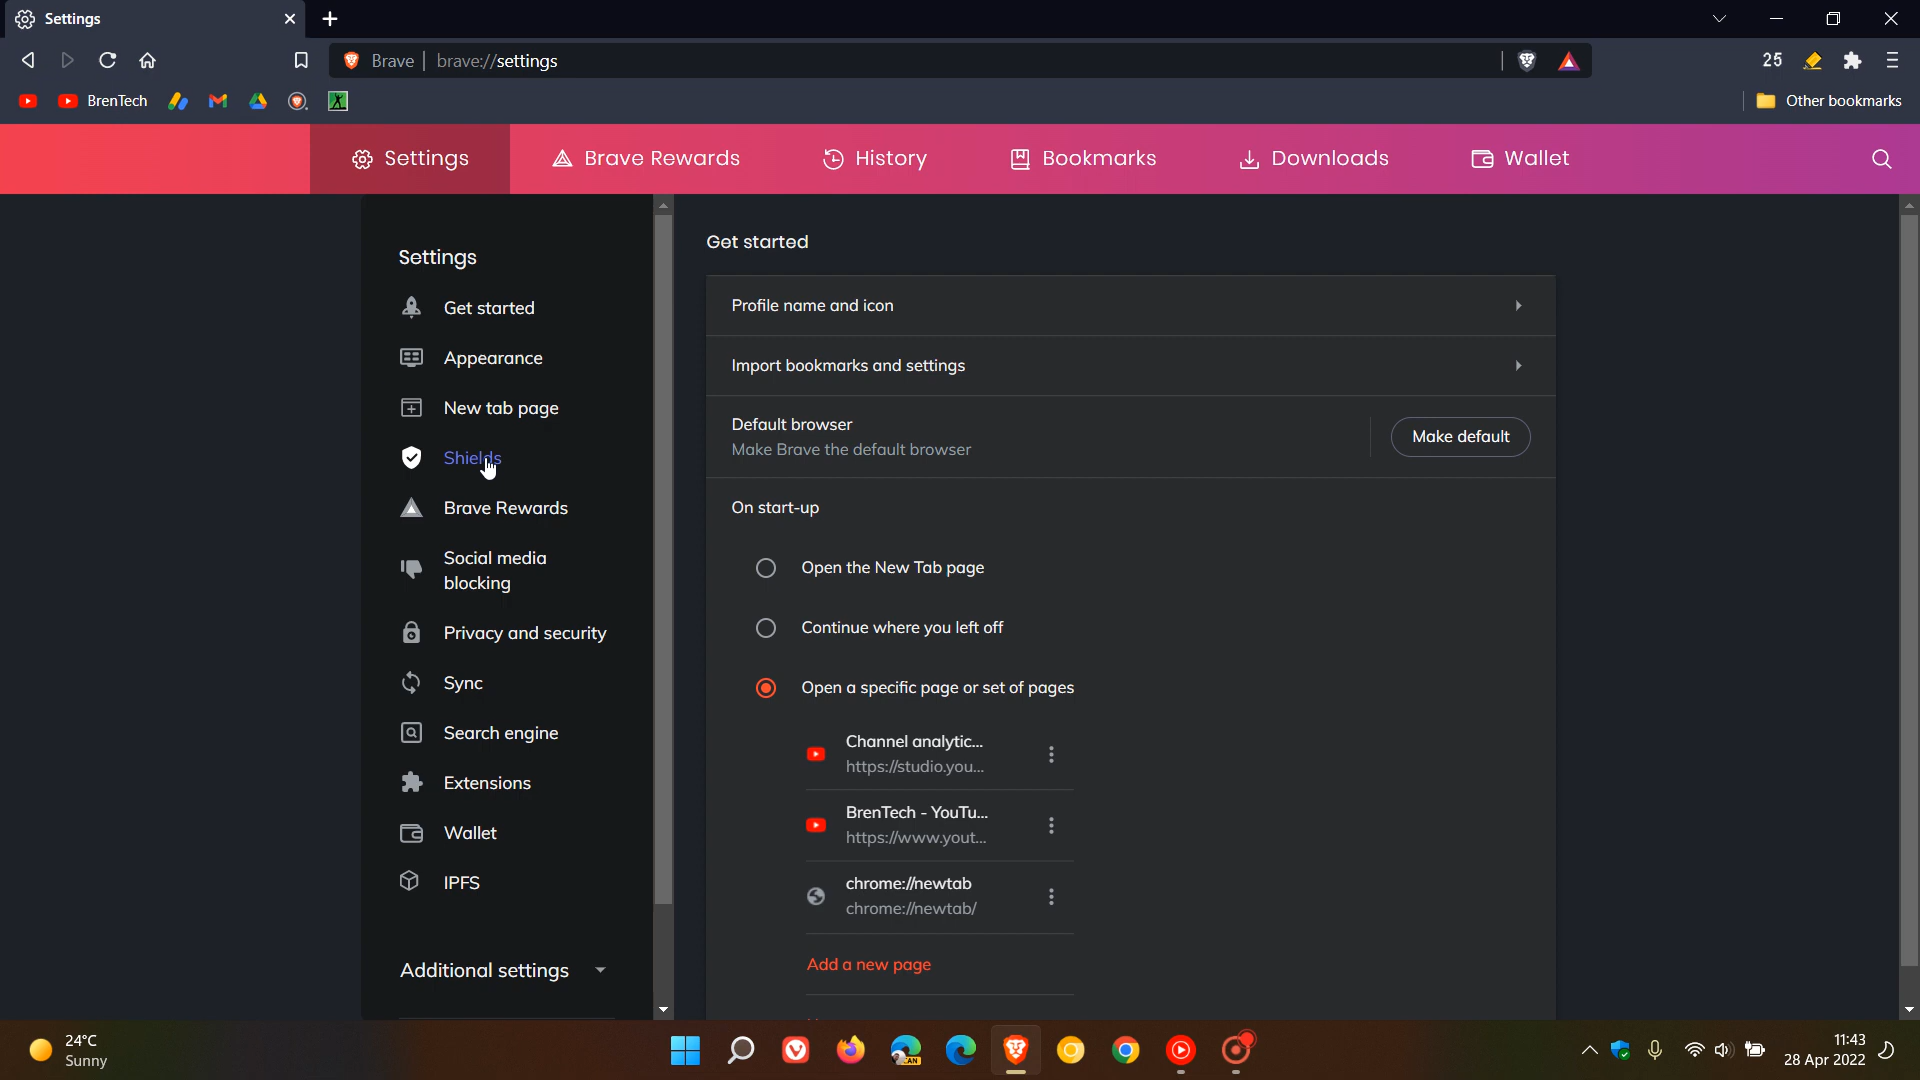 Settings
Brave
brave://settings
25
BrenTech
Other bookmarks
Settings
Brave Rewards
History
Bookmarks
Downloads
Wallet
Settings
Get started
Appearance
New tab page
Shields
Brave Rewards
Social media
blocking
Privacy and security
Sync
Search engine
Extensions
Wallet
IPFS
Additional settings
Get started
Profile name and icon
Import bookmarks and settings
Default browser
Make Brave the default browser
Make default
On start-up
Open the New Tab page
Continue where you left off
Open a specific page or set of pages
Channel analytic...
https://studio.you...
BrenTech - YouTu...
https://www.yout...
chrome://newtab
chrome://newtab/
Add a new page
24°C
Sunny
CAN
11:43
28 Apr 2022